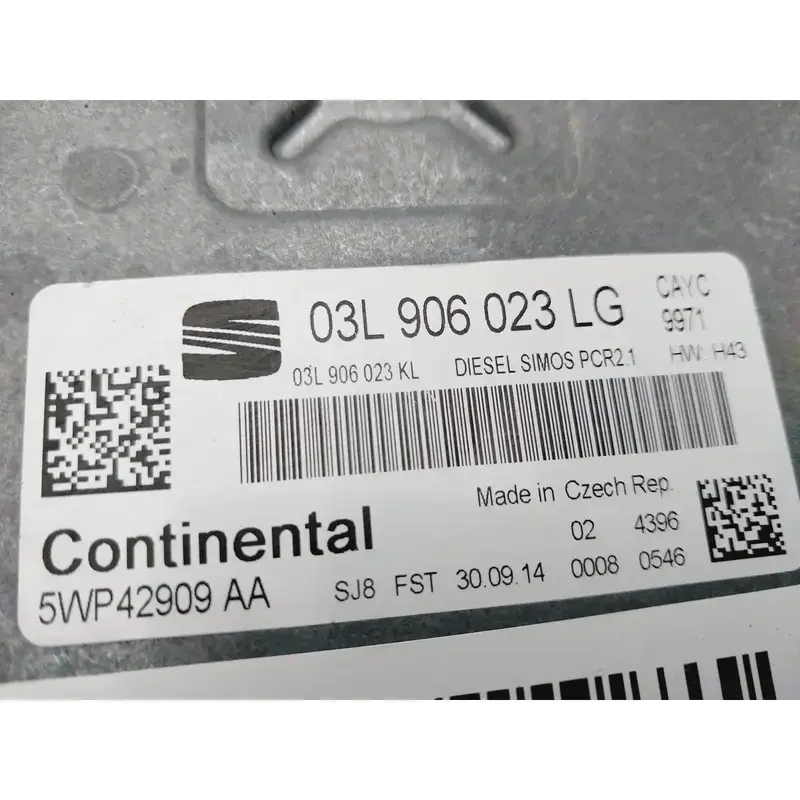 03L 906 023 LG
CAYC
9971
03L 906 023 KL DIESEL SIMOS PCR2.1 HW: H43
Made in Czech Rep.
Continental
02 4396
5WP42909 AA SJ8 FST 30.09.14 0008 0546